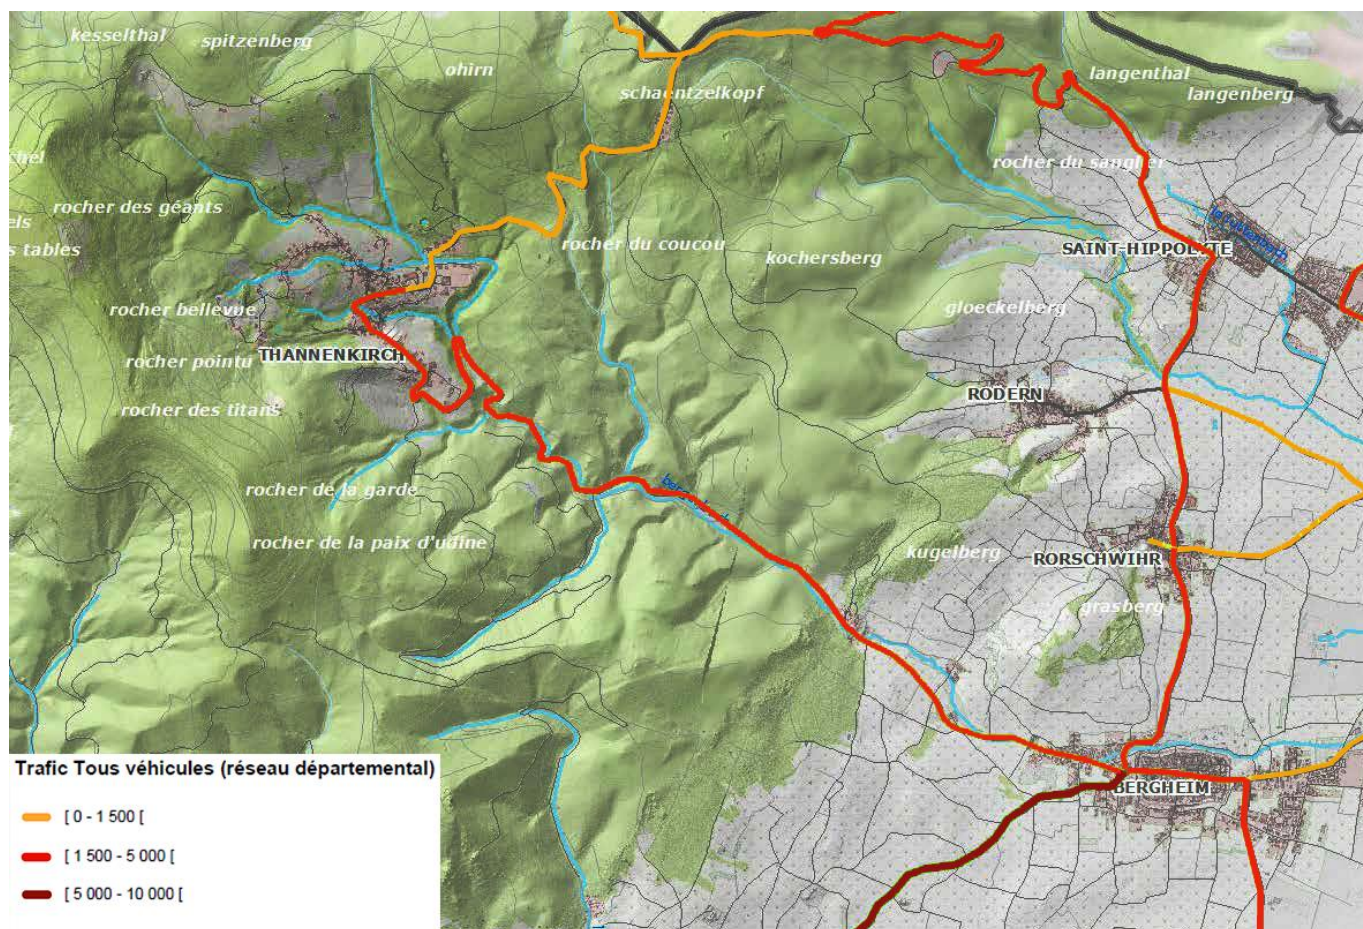 kesselthal
spitzenberg
ohirn
schaentzelkopf
langenthal
langenberg
rocher du sanglier
rocher des géants
s tables
rocher du coucou
kochersberg
SAINT-HIPPOLYTE
rocher bellevue
gloeckelberg
rocher pointu
THANNENKIRCH
RODERN
rocher des titans
rocher de la garde
rocher de la paix d'udine
kugelberg
RORSCHWIHR
grasberg
BERGHEIM
Trafic Tous véhicules (réseau départemental)
[ 0 - 1 500 [
[ 1 500 - 5 000 [
[ 5 000 - 10 000 [